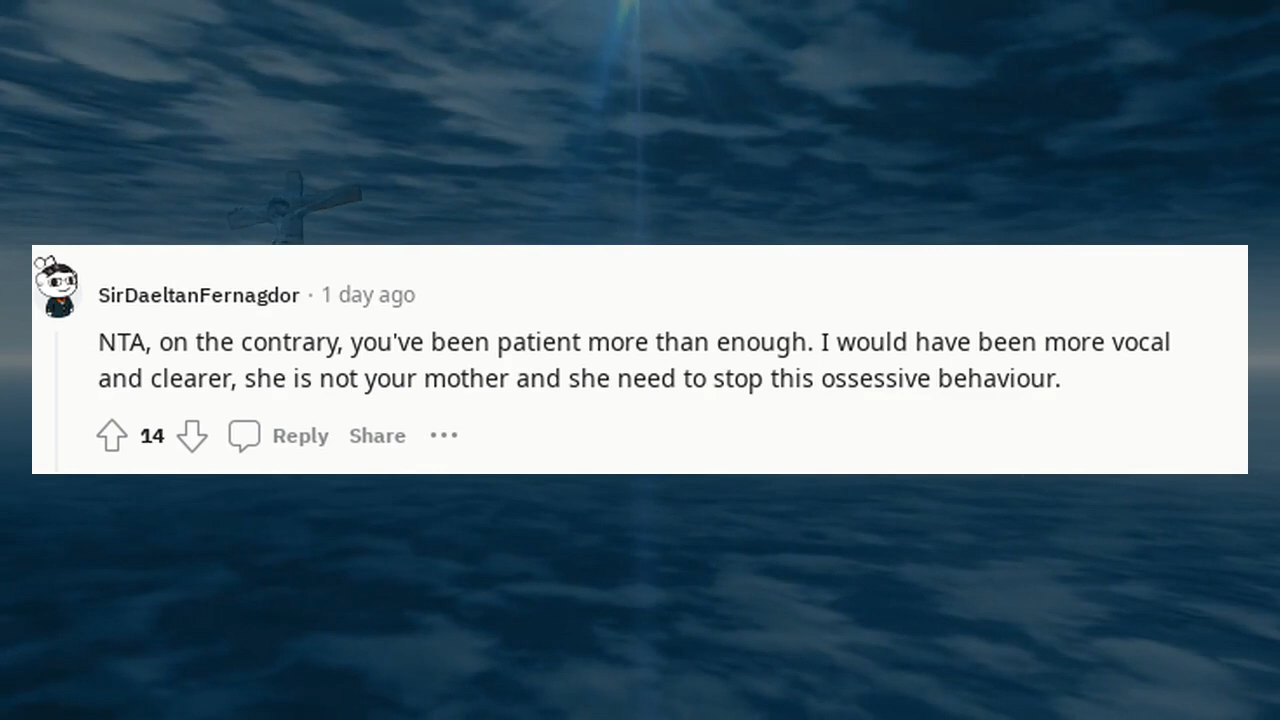 SirDaeltanFernagdor · 1 day ago
NTA, on the contrary, you've been patient more than enough. I would have been more vocal
and clearer, she is not your mother and she need to stop this ossessive behaviour.
14 Reply Share •••